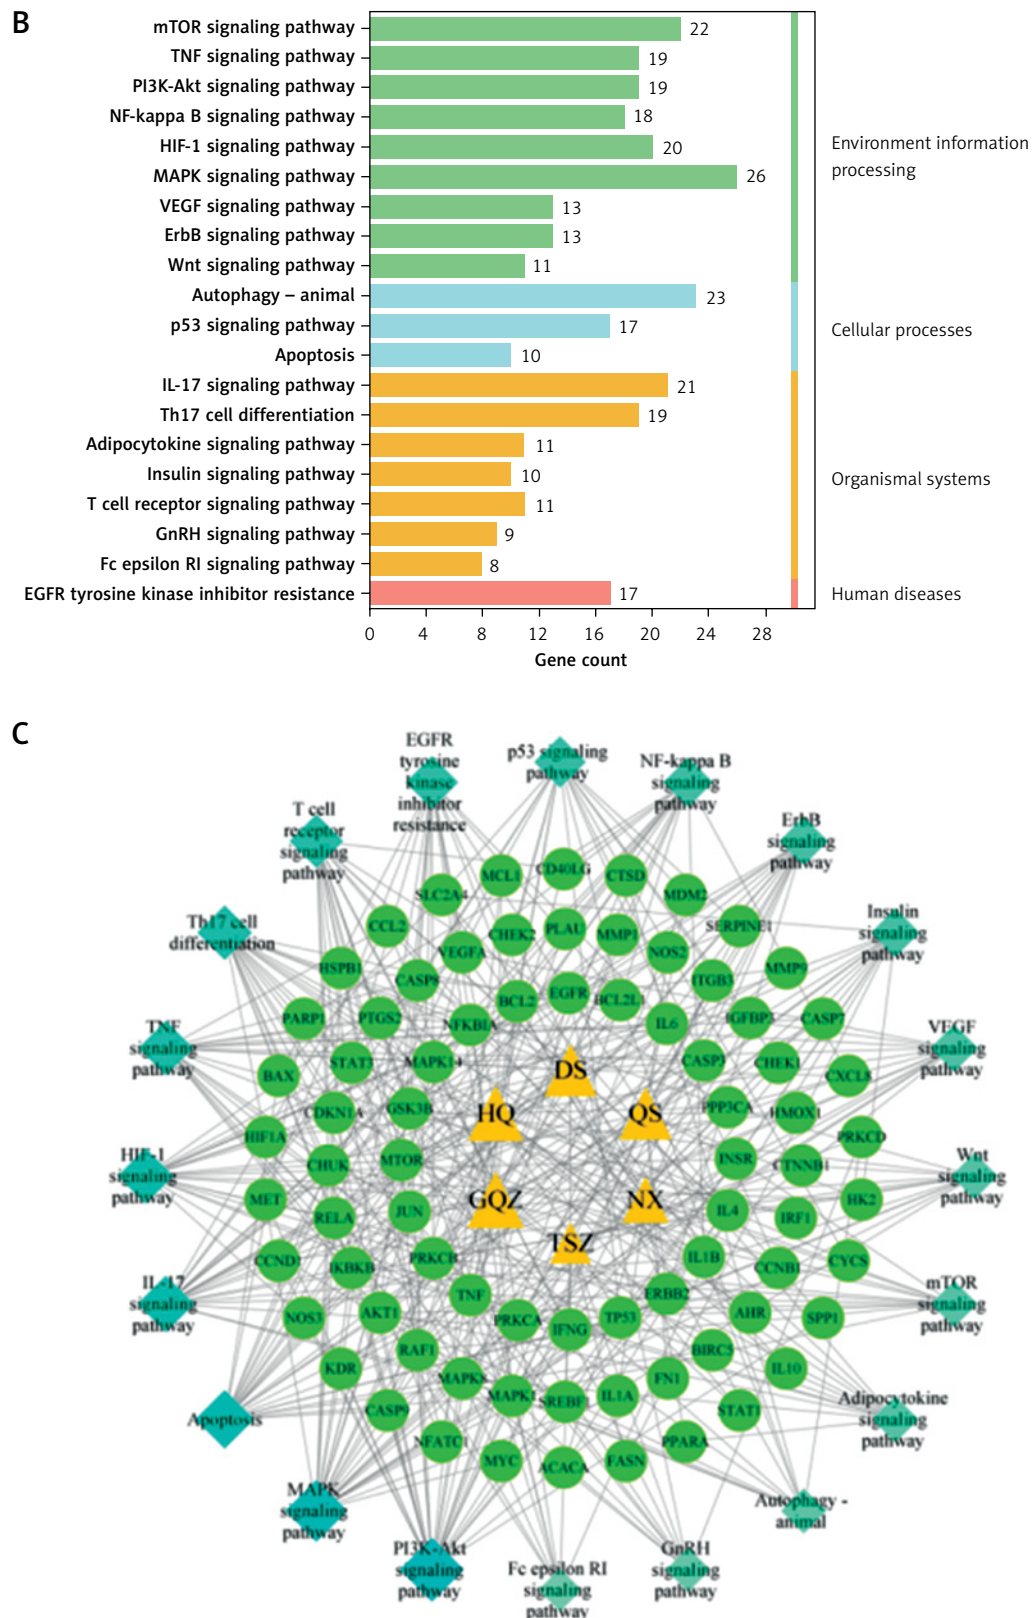 B
mTOR signaling pathway 22
TNF signaling pathway 19
PI3K-Akt signaling pathway 19
NF-kappa B signaling pathway 18
HIF-1 signaling pathway 20
MAPK signaling pathway 26
VEGF signaling pathway 13
ErbB signaling pathway 13
Wnt signaling pathway 11
Autophagy – animal 23
p53 signaling pathway 17
Apoptosis 10
IL-17 signaling pathway 21
Th17 cell differentiation 19
Adipocytokine signaling pathway 11
Insulin signaling pathway 10
T cell receptor signaling pathway 11
GnRH signaling pathway 9
Fc epsilon RI signaling pathway 8
EGFR tyrosine kinase inhibitor resistance 17
Environment information
processing
Cellular processes
Organismal systems
Human diseases
0 4 8 12 16 20 24 28
Gene count
C
EGFR
tyrosine
kinase
inhibitor
resistance
p53 signaling
pathway
NF-kappa B
signaling
pathway
T cell
receptor
signaling
pathway
ErbB
signaling
pathway
Th17 cell
differentiation
Insulin
signaling
pathway
TNF
signaling
pathway
VEGF
signaling
pathway
HIF-1
signaling
pathway
Wnt
signaling
pathway
IL-17
signaling
pathway
mTOR
signaling
pathway
Apoptosis
Adipocytokine
signaling
pathway
MAPK
signaling
pathway
Autophagy -
animal
PI3K-Akt
signaling
pathway
Fc epsilon RI
signaling
pathway
GnRH
signaling
pathway
SLC2A4
MCL1
CD40LG
CTSD
MDM2
CCL2
VEGFA
CHEK2
PLAU
MMP1
NOS2
SERPINE1
HSPB1
CASP8
BCL2
EGFR
BCL2L1
ITGB3
MMP9
PARP1
PTGS2
NFKBIA
IL6
IGFBP3
CASP7
BAX
STAT3
MAPK14
DS
CASP3
CHEK1
CXCL8
CDKN1A
GSK3B
HQ
QS
PPP3CA
HMOX1
HIF1A
CHUK
MTOR
INSR
CTNNB1
PRKCD
MET
RELA
JUN
GQZ
NX
IL4
IRF1
HK2
CCND1
IKBKB
PRKCB
TSZ
IL1B
CCNB1
CYCS
NOS3
AKT1
TNF
PRKCA
IFNG
TP53
ERBB2
AHR
SPP1
KDR
RAF1
MAPK8
MAPK1
SREBF1
IL1A
FN1
BIRC5
IL10
CASP9
NFATC1
MYC
ACACA
FASN
PPARA
STAT1